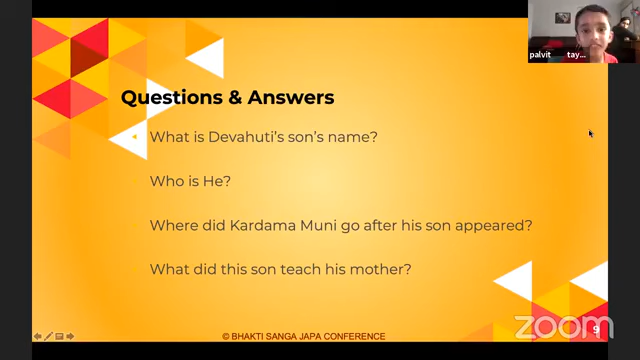 palvit tay...
Questions & Answers
What is Devahuti's son's name?
Who is He?
Where did Kardama Muni go after his son appeared?
What did this son teach his mother?
© BHAKTI SANGA JAPA CONFERENCE
9
zoom